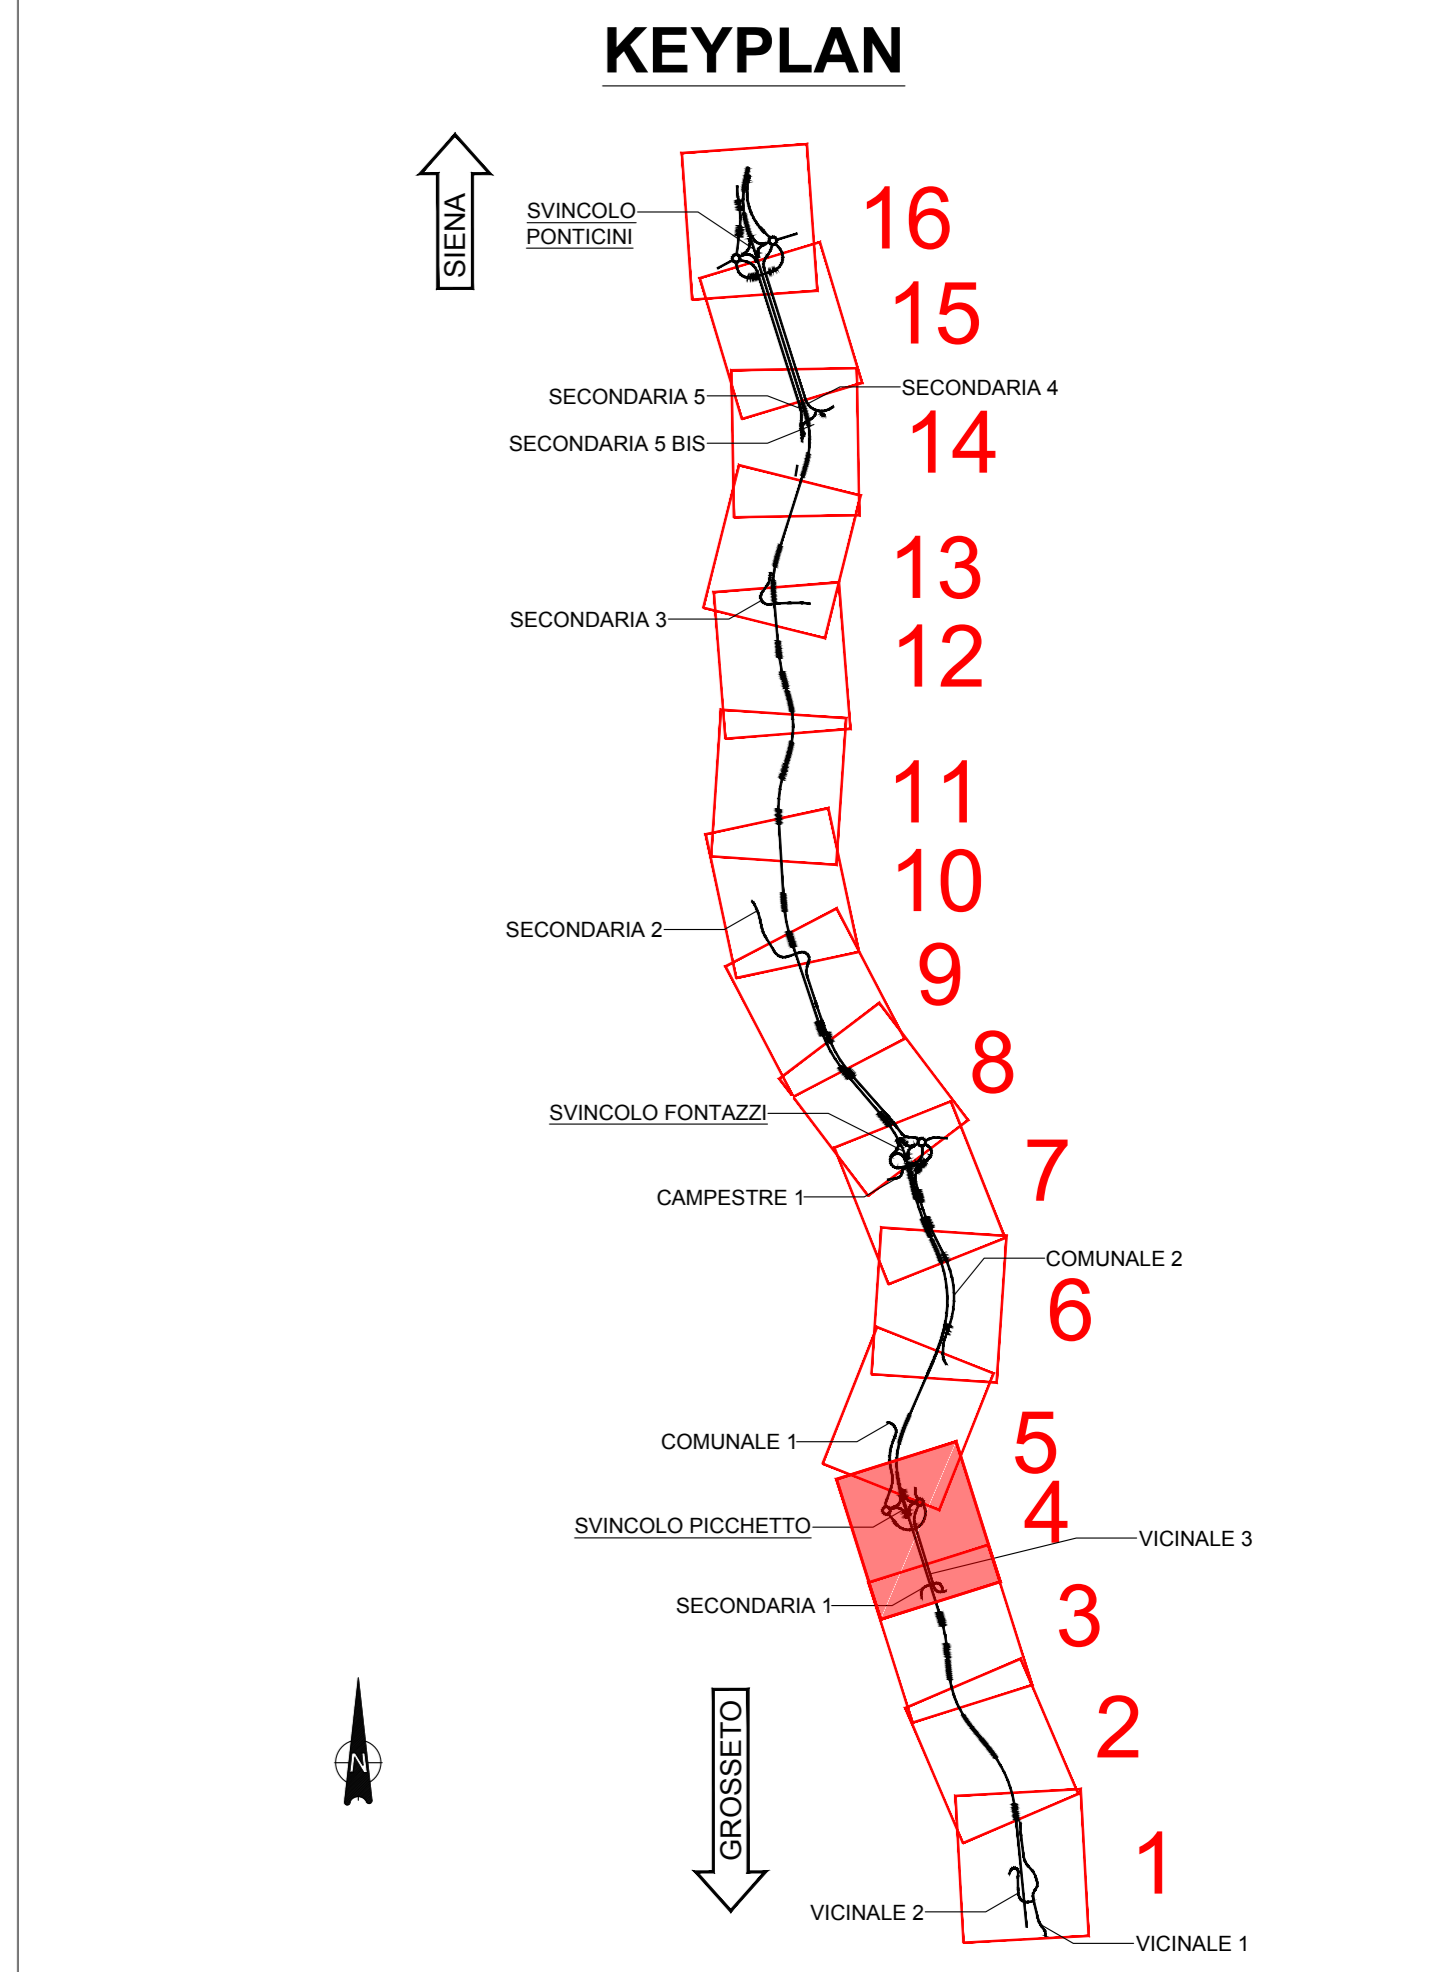 KEYPLAN
SIENA
SVINCOLO
PONTICINI
16
15
SECONDARIA 5
SECONDARIA 4
14
SECONDARIA 5 BIS
13
SECONDARIA 3
12
11
10
SECONDARIA 2
9
8
SVINCOLO FONTAZZI
7
CAMPESTRE 1
COMUNALE 2
6
COMUNALE 1
5
4
SVINCOLO PICCHETTO
VICINALE 3
SECONDARIA 1
3
2
N
GROSSETO
1
VICINALE 2
VICINALE 1